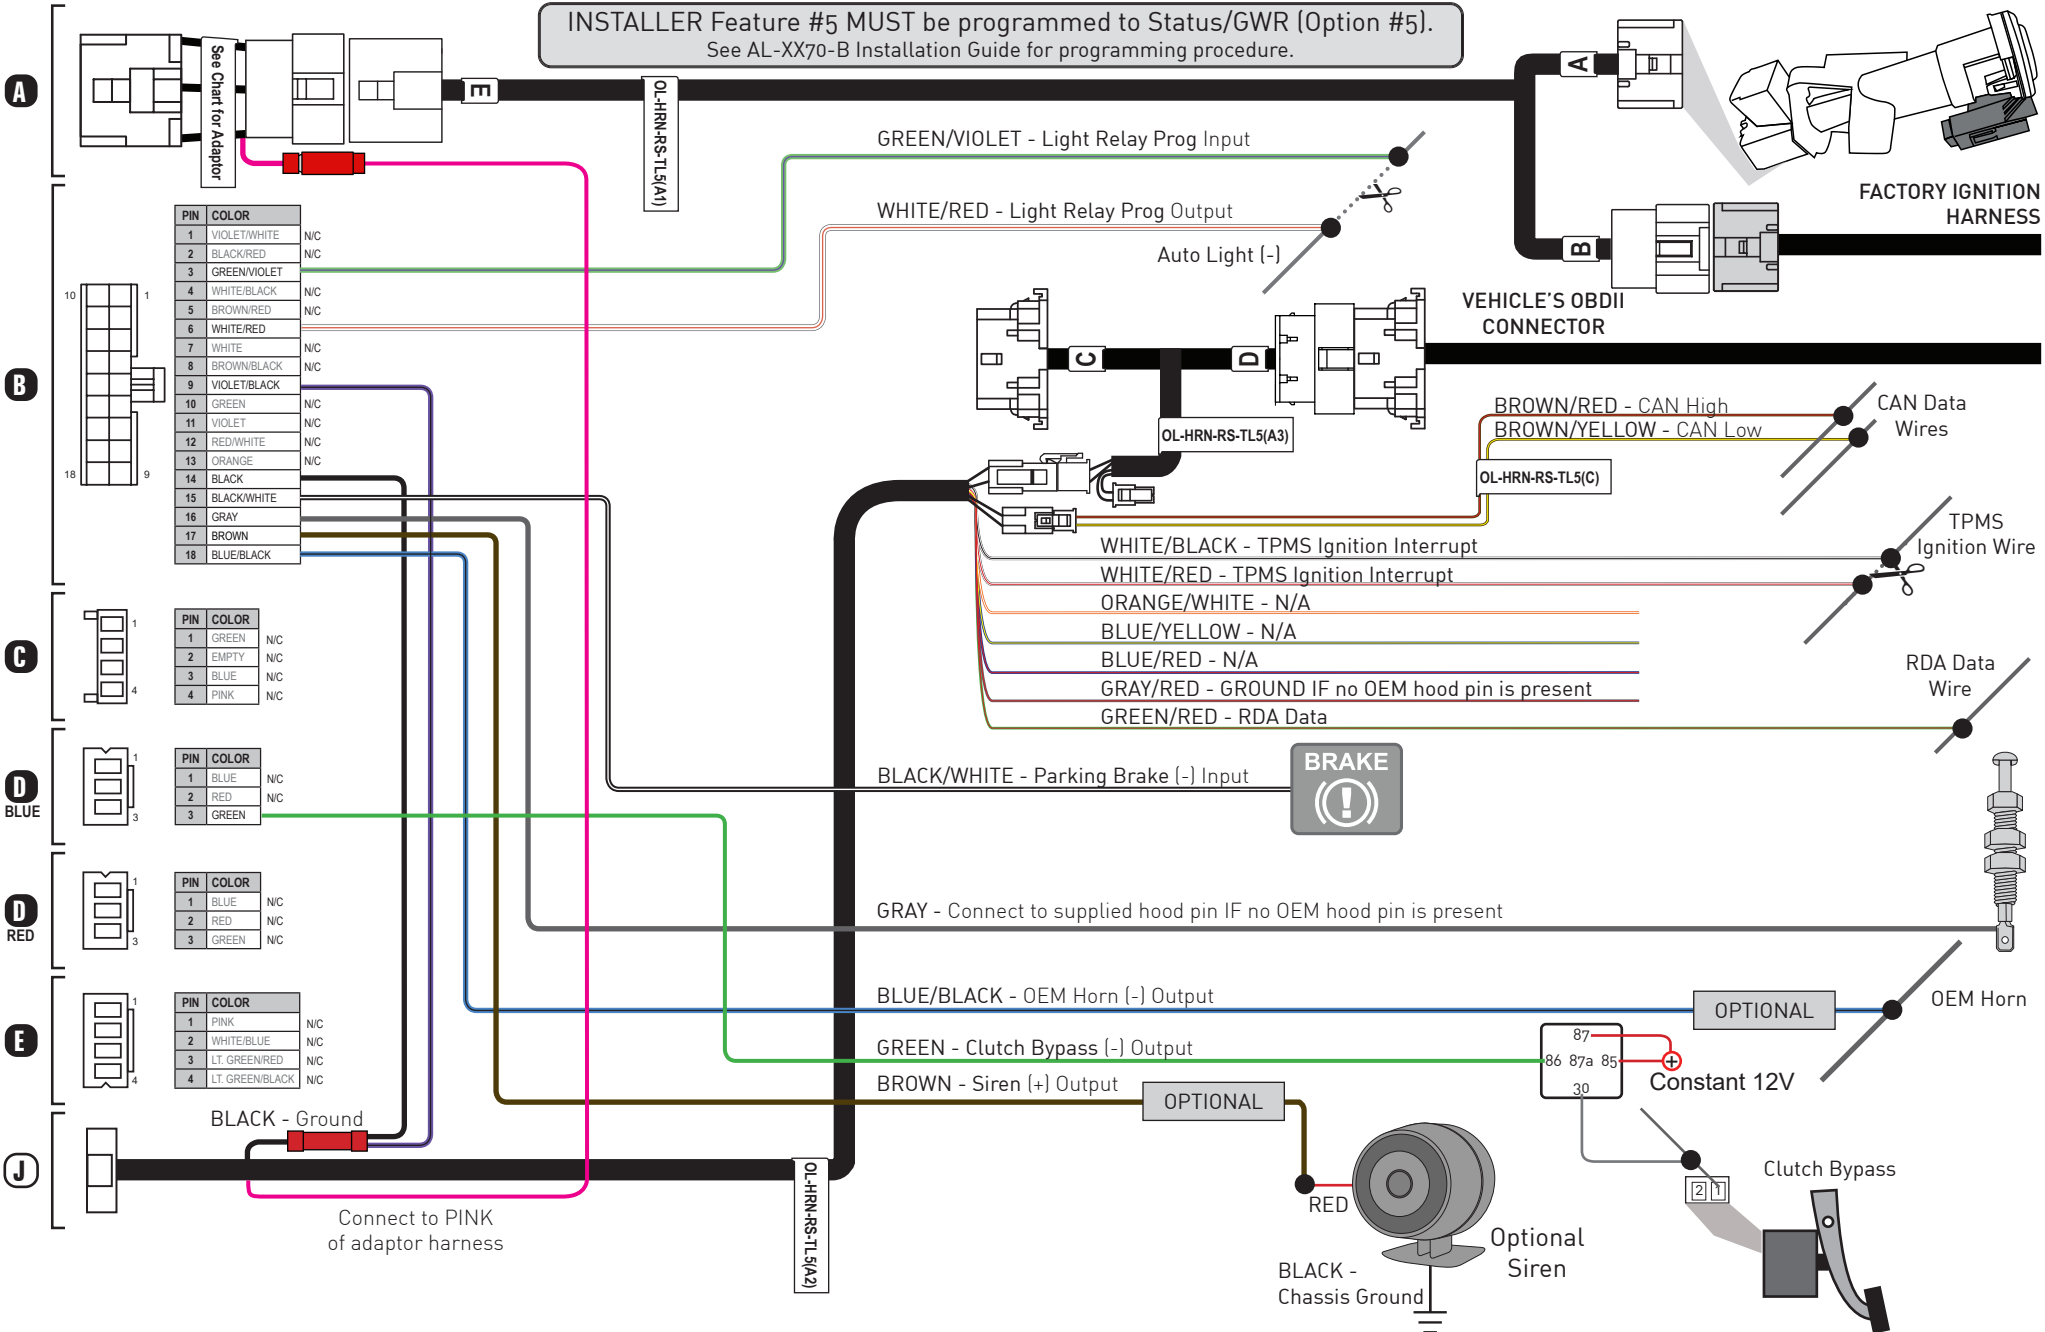 INSTALLER Feature #5 MUST be programmed to Status/GWR (Option #5).
See AL-XX70-B Installation Guide for programming procedure.
A
See Chart for Adaptor
E
OL-HRN-RS-TL5(A1)
A
B
FACTORY IGNITION
HARNESS
GREEN/VIOLET - Light Relay Prog Input
WHITE/RED - Light Relay Prog Output
Auto Light (-)
VEHICLE'S OBDII
CONNECTOR
C
D
OL-HRN-RS-TL5(A3)
BROWN/RED - CAN High
BROWN/YELLOW - CAN Low
CAN Data
Wires
OL-HRN-RS-TL5(C)
TPMS
Ignition Wire
WHITE/BLACK - TPMS Ignition Interrupt
WHITE/RED - TPMS Ignition Interrupt
ORANGE/WHITE - N/A
BLUE/YELLOW - N/A
BLUE/RED - N/A
GRAY/RED - GROUND IF no OEM hood pin is present
GREEN/RED - RDA Data
RDA Data
Wire
B
10 1
18 9
PIN COLOR
1 VIOLET/WHITE N/C
2 BLACK/RED N/C
3 GREEN/VIOLET
4 WHITE/BLACK N/C
5 BROWN/RED N/C
6 WHITE/RED
7 WHITE N/C
8 BROWN/BLACK N/C
9 VIOLET/BLACK
10 GREEN N/C
11 VIOLET N/C
12 RED/WHITE N/C
13 ORANGE N/C
14 BLACK
15 BLACK/WHITE
16 GRAY
17 BROWN
18 BLUE/BLACK
C
1
4
PIN COLOR
1 GREEN N/C
2 EMPTY N/C
3 BLUE N/C
4 PINK N/C
D
BLUE
1
3
PIN COLOR
1 BLUE N/C
2 RED N/C
3 GREEN
BLACK/WHITE - Parking Brake (-) Input
BRAKE
(!)
D
RED
1
3
PIN COLOR
1 BLUE N/C
2 RED N/C
3 GREEN N/C
GRAY - Connect to supplied hood pin IF no OEM hood pin is present
E
1
4
PIN COLOR
1 PINK N/C
2 WHITE/BLUE N/C
3 LT. GREEN/RED N/C
4 LT. GREEN/BLACK N/C
BLUE/BLACK - OEM Horn (-) Output
OPTIONAL
OEM Horn
GREEN - Clutch Bypass (-) Output
87
86 87a 85
30
+
Constant 12V
BROWN - Siren (+) Output
OPTIONAL
J
BLACK - Ground
Connect to PINK
of adaptor harness
OL-HRN-RS-TL5(A2)
RED
Optional
Siren
BLACK -
Chassis Ground
2 1
Clutch Bypass